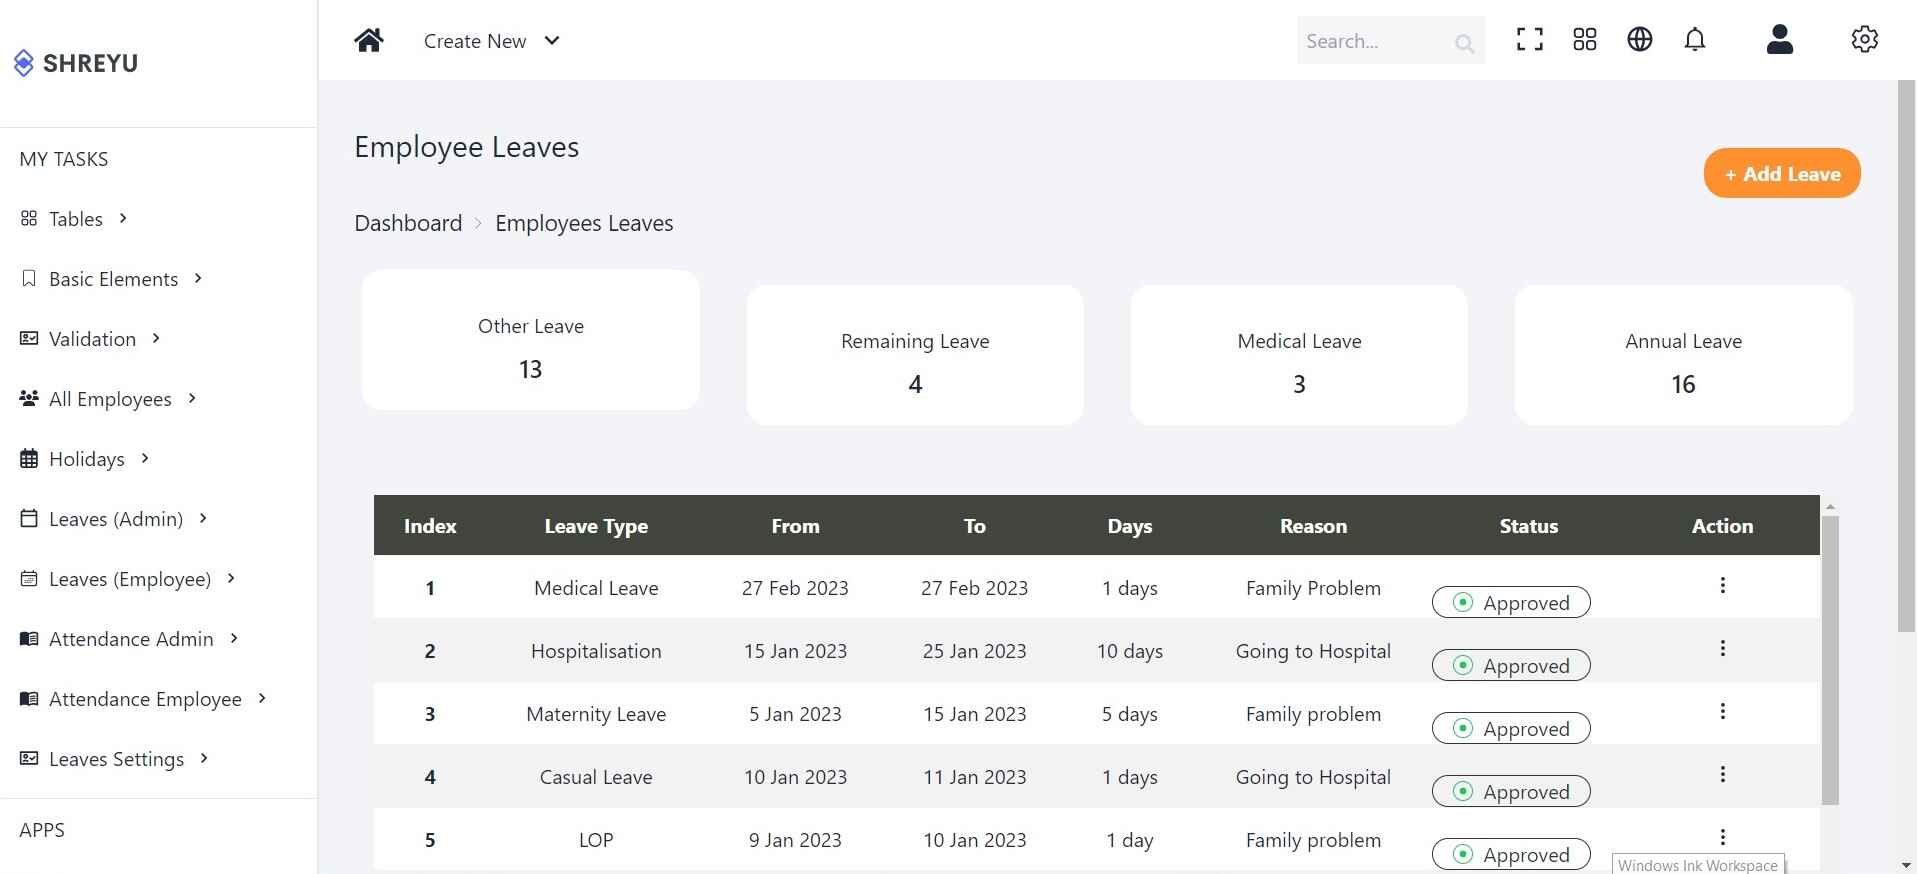 SHREYU
Create New
Search...
MY TASKS
Tables
Basic Elements
Validation
All Employees
Holidays
Leaves (Admin)
Leaves (Employee)
Attendance Admin
Attendance Employee
Leaves Settings
APPS
Employee Leaves
+ Add Leave
Dashboard > Employees Leaves
Other Leave
13
Remaining Leave
4
Medical Leave
3
Annual Leave
16
Index Leave Type From To Days Reason Status Action
1 Medical Leave 27 Feb 2023 27 Feb 2023 1 days Family Problem Approved
2 Hospitalisation 15 Jan 2023 25 Jan 2023 10 days Going to Hospital Approved
3 Maternity Leave 5 Jan 2023 15 Jan 2023 5 days Family problem Approved
4 Casual Leave 10 Jan 2023 11 Jan 2023 1 days Going to Hospital Approved
5 LOP 9 Jan 2023 10 Jan 2023 1 day Family problem Approved
Windows Ink Workspace